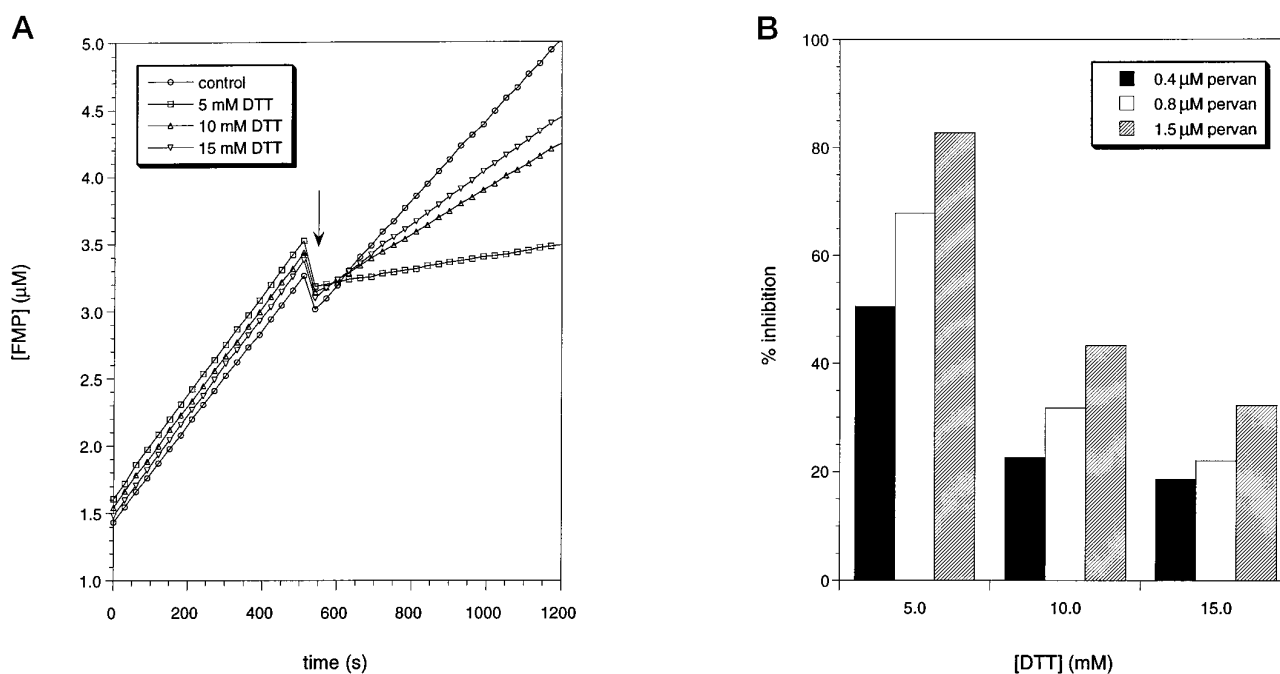 A
5.0
4.5
4.0
3.5
3.0
2.5
2.0
1.5
1.0
[FMP] (μM)
control
5 mM DTT
10 mM DTT
15 mM DTT
0
200
400
600
800
1000
1200
time (s)
B
100
80
60
40
20
0
% inhibition
0.4 μM pervan
0.8 μM pervan
1.5 μM pervan
5.0
10.0
15.0
[DTT] (mM)